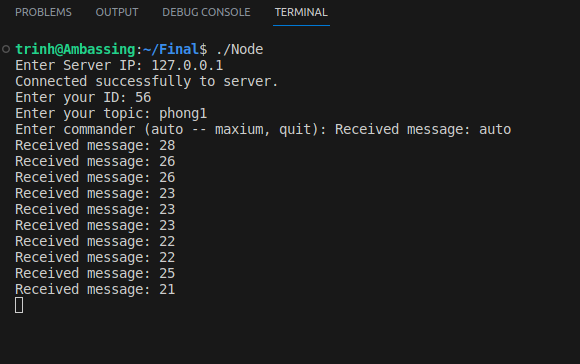 PROBLEMS OUTPUT DEBUG CONSOLE TERMINAL
trinh@Ambassing:~/Final$ ./Node
Enter Server IP: 127.0.0.1
Connected successfully to server.
Enter your ID: 56
Enter your topic: phong1
Enter commander (auto -- maxium, quit): Received message: auto
Received message: 28
Received message: 26
Received message: 26
Received message: 23
Received message: 23
Received message: 23
Received message: 22
Received message: 22
Received message: 25
Received message: 21